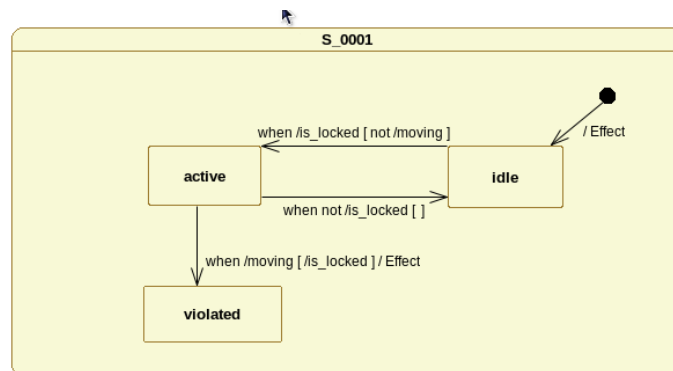 S_0001
when /is_locked [ not /moving ]
/ Effect
active
idle
when not /is_locked [ ]
when /moving [ /is_locked ] / Effect
violated